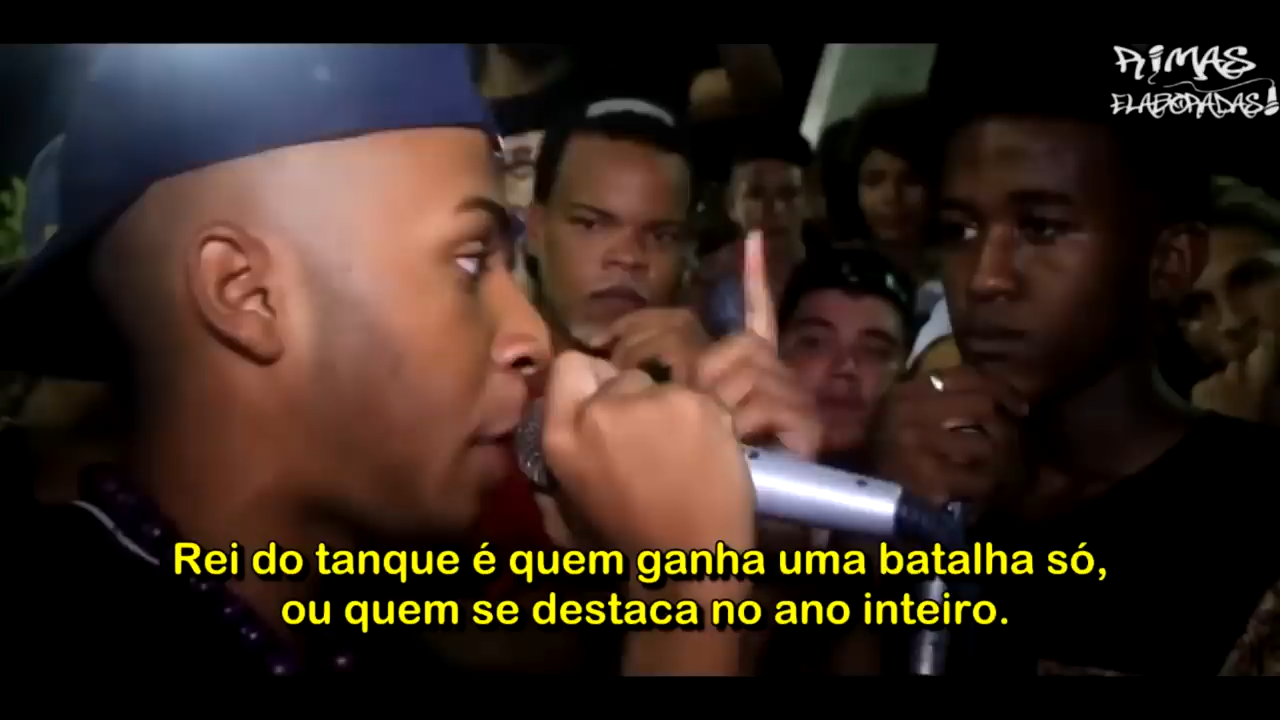 RIMAS
ELABORADAS!
Rei do tanque é quem ganha uma batalha só,
ou quem se destaca no ano inteiro.